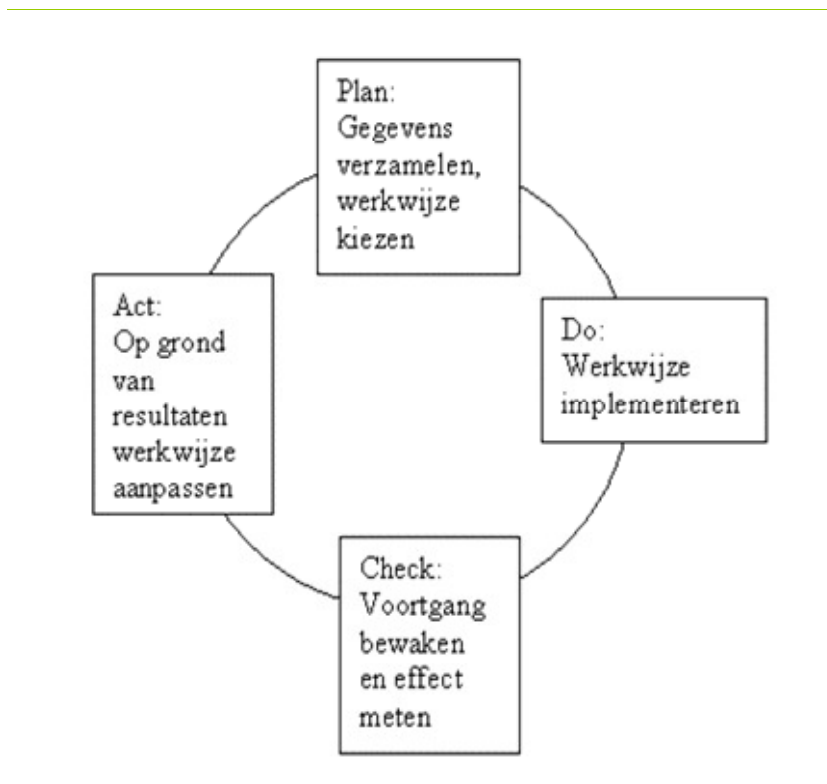 Plan:
Gegevens
verzamelen,
werkwijze
kiezen
Do:
Werkwijze
implementeren
Check:
Voortgang
bewaken
en effect
meten
Act:
Op grond
van
resultaten
werkwijze
aanpassen